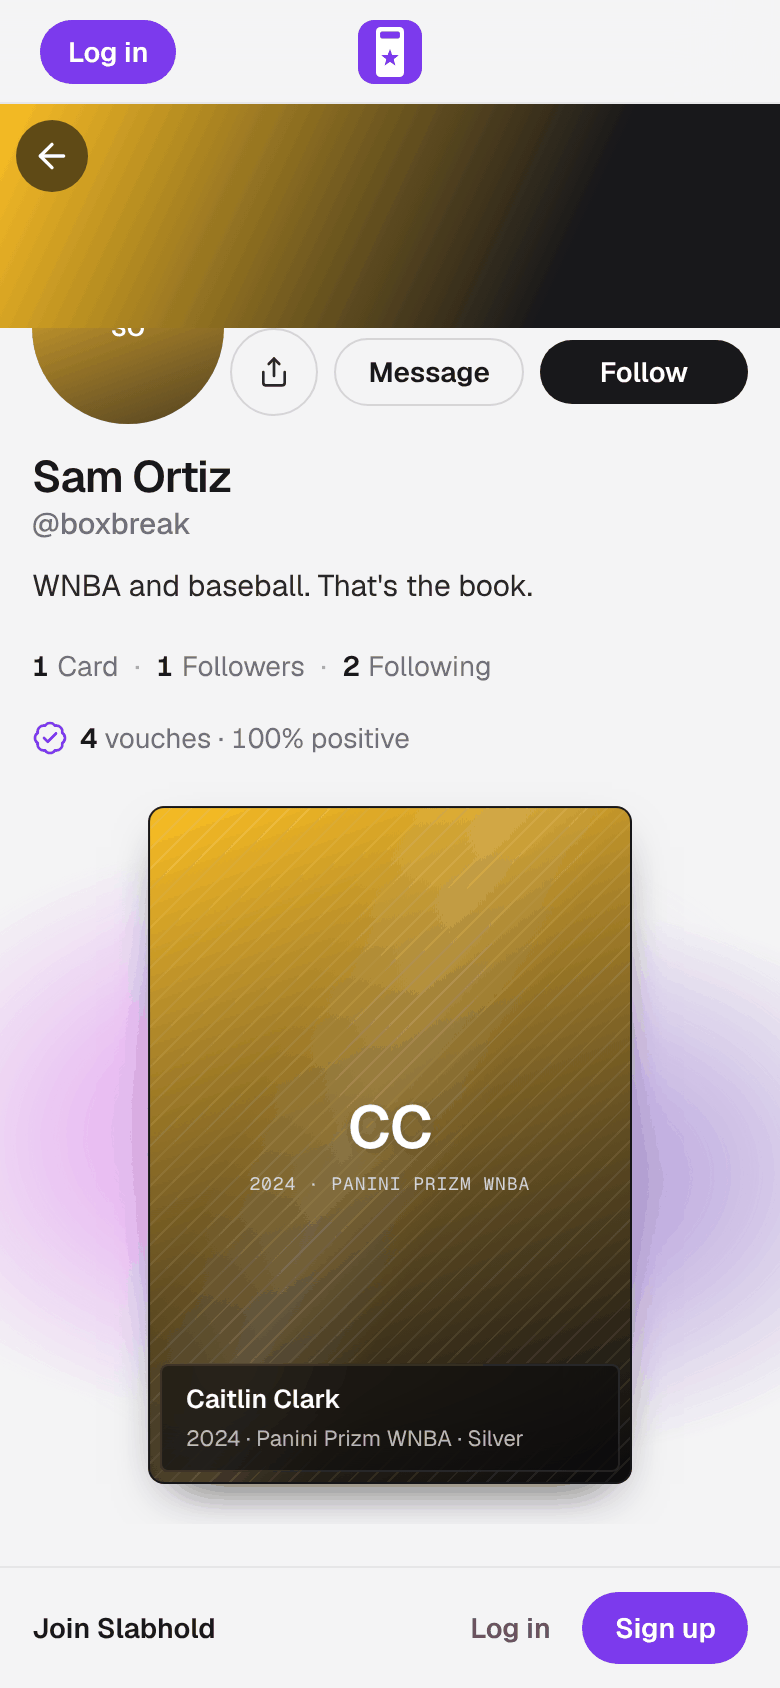 Log in
Message
Follow
Sam Ortiz
@boxbreak
WNBA and baseball. That's the book.
1 Card · 1 Followers · 2 Following
4 vouches · 100% positive
CC
2024 · PANINI PRIZM WNBA
Caitlin Clark
2024 · Panini Prizm WNBA · Silver
Join Slabhold
Log in
Sign up